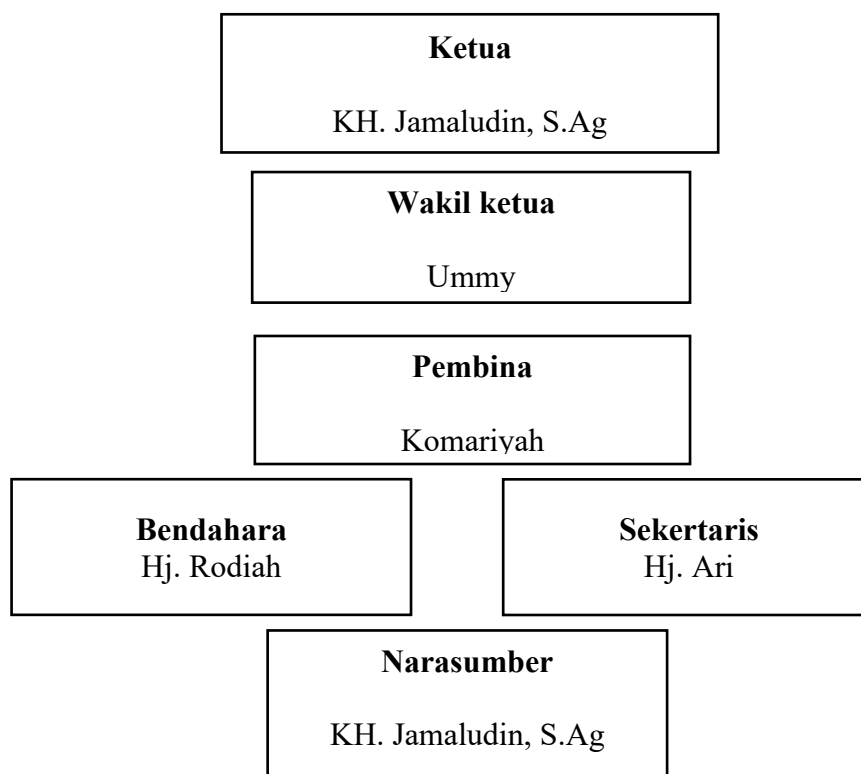 Ketua
KH. Jamaludin, S.Ag
Wakil ketua
Ummy
Pembina
Komariyah
Bendahara
Hj. Rodiah
Sekertaris
Hj. Ari
Narasumber
KH. Jamaludin, S.Ag